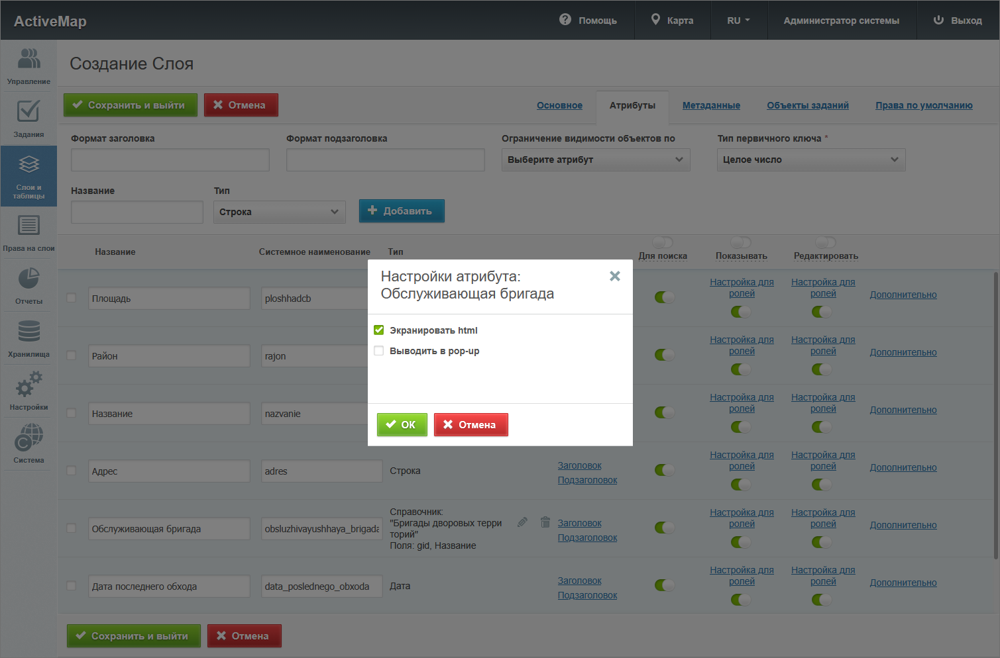 ActiveMap
Помощь
Карта
RU
Администратор системы
Выход
Управление
Задания
Слои и
таблицы
Права на слои
Отчеты
Хранилища
Настройки
Система
Создание Слоя
Сохранить и выйти
Отмена
Основное
Атрибуты
Метаданные
Объекты заданий
Права по умолчанию
Формат заголовка
Формат подзаголовка
Ограничение видимости объектов по
Тип первичного ключа *
Выберите атрибут
Целое число
Название
Тип
Строка
Добавить
Название
Системное наименование
Тип
Для поиска
Показывать
Редактировать
Площадь
ploshhadcb
Настройка для
ролей
Настройка для
ролей
Дополнительно
Район
rajon
Настройка для
ролей
Настройка для
ролей
Дополнительно
Название
nazvanie
Настройка для
ролей
Настройка для
ролей
Дополнительно
Настройки атрибута:
Обслуживающая бригада
Экранировать html
Выводить в pop-up
ОК
Отмена
Адрес
adres
Строка
Заголовок
Подзаголовок
Настройка для
ролей
Настройка для
ролей
Дополнительно
Обслуживающая бригада
obsluzhivayushhaya_brigada
Справочник:
"Бригады дворовых терри
торий"
Поля: gid, Название
Заголовок
Подзаголовок
Настройка для
ролей
Настройка для
ролей
Дополнительно
Дата последнего обхода
data_poslednego_obxoda
Дата
Заголовок
Подзаголовок
Настройка для
ролей
Настройка для
ролей
Дополнительно
Сохранить и выйти
Отмена